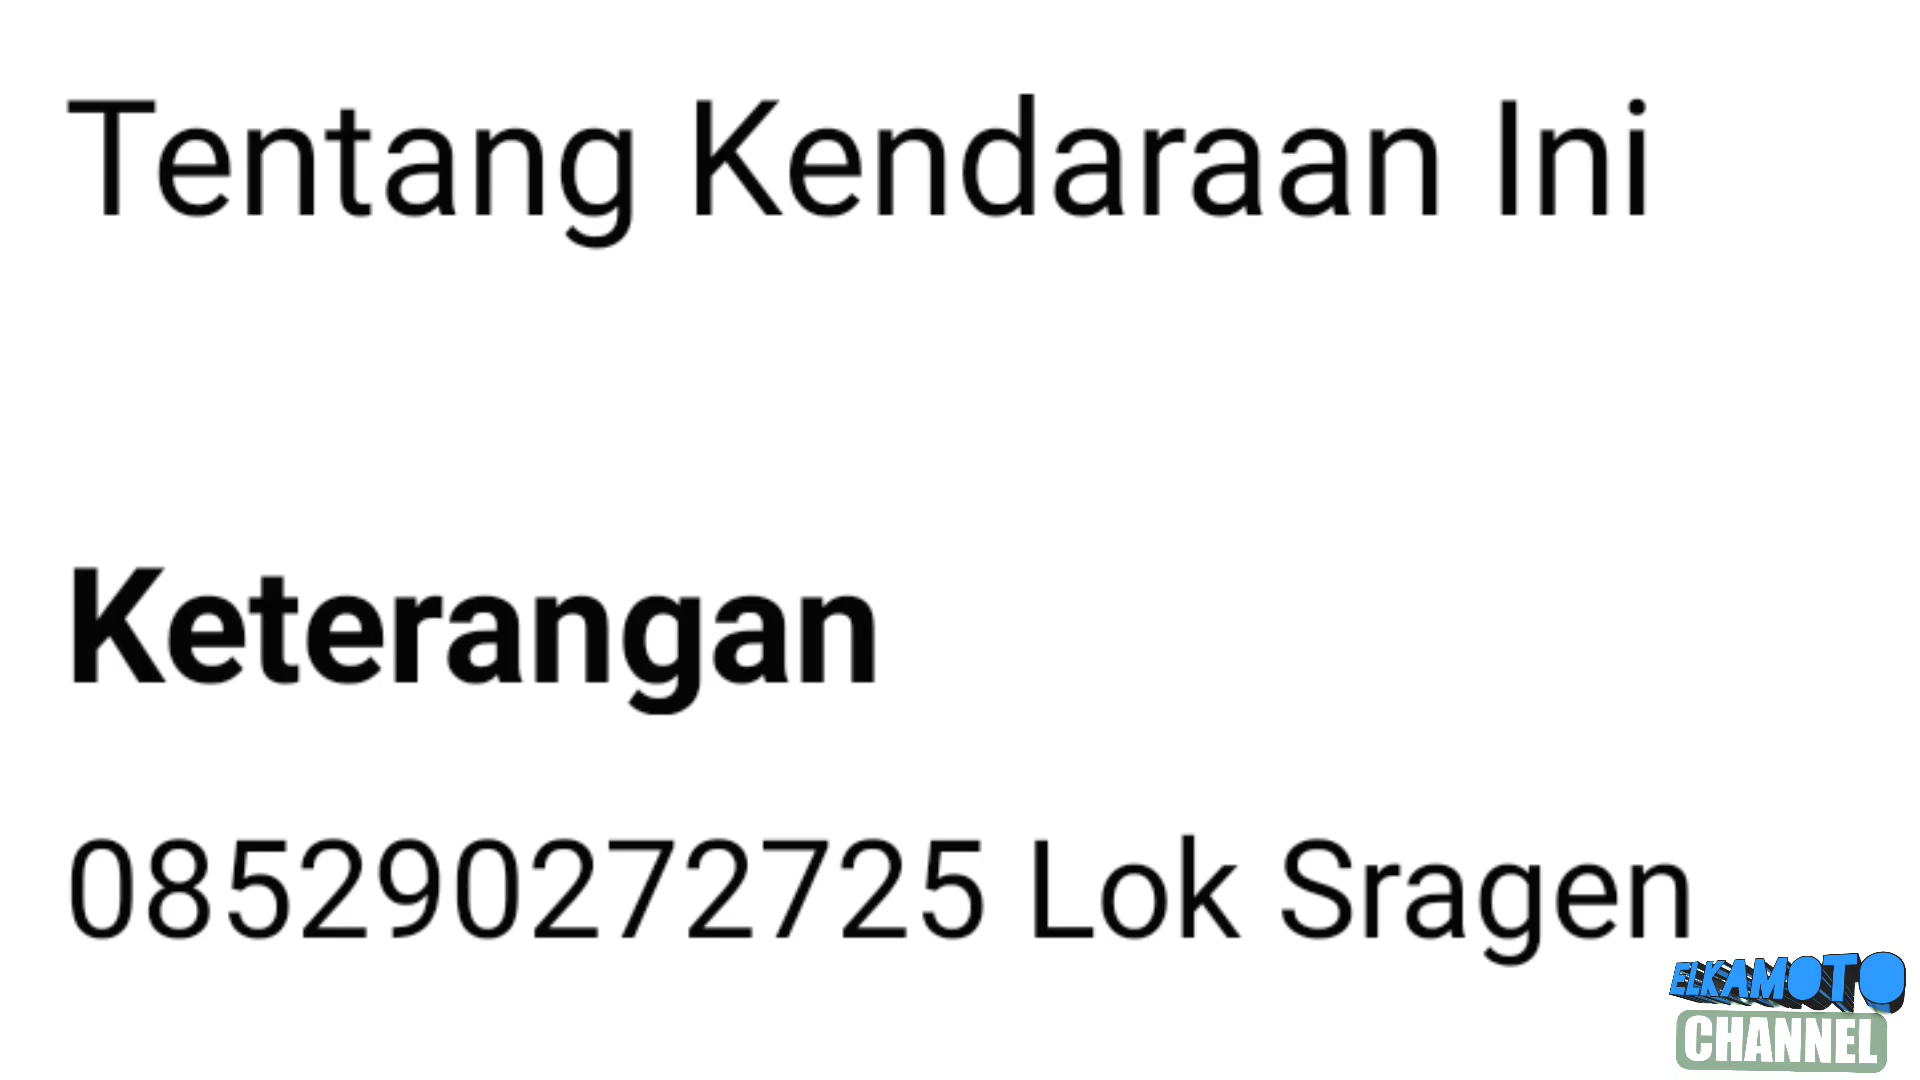 Tentang Kendaraan Ini
Keterangan
085290272725 Lok Sragen
ELKAMOTO
CHANNEL